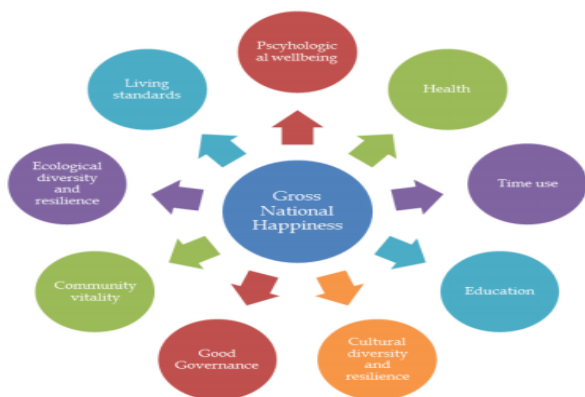 Pscyhologic
al wellbeing
Health
Time use
Education
Cultural
diversity
and
resilience
Good
Governance
Community
vitality
Ecological
diversity
and
resilience
Living
standards
Gross
National
Happiness